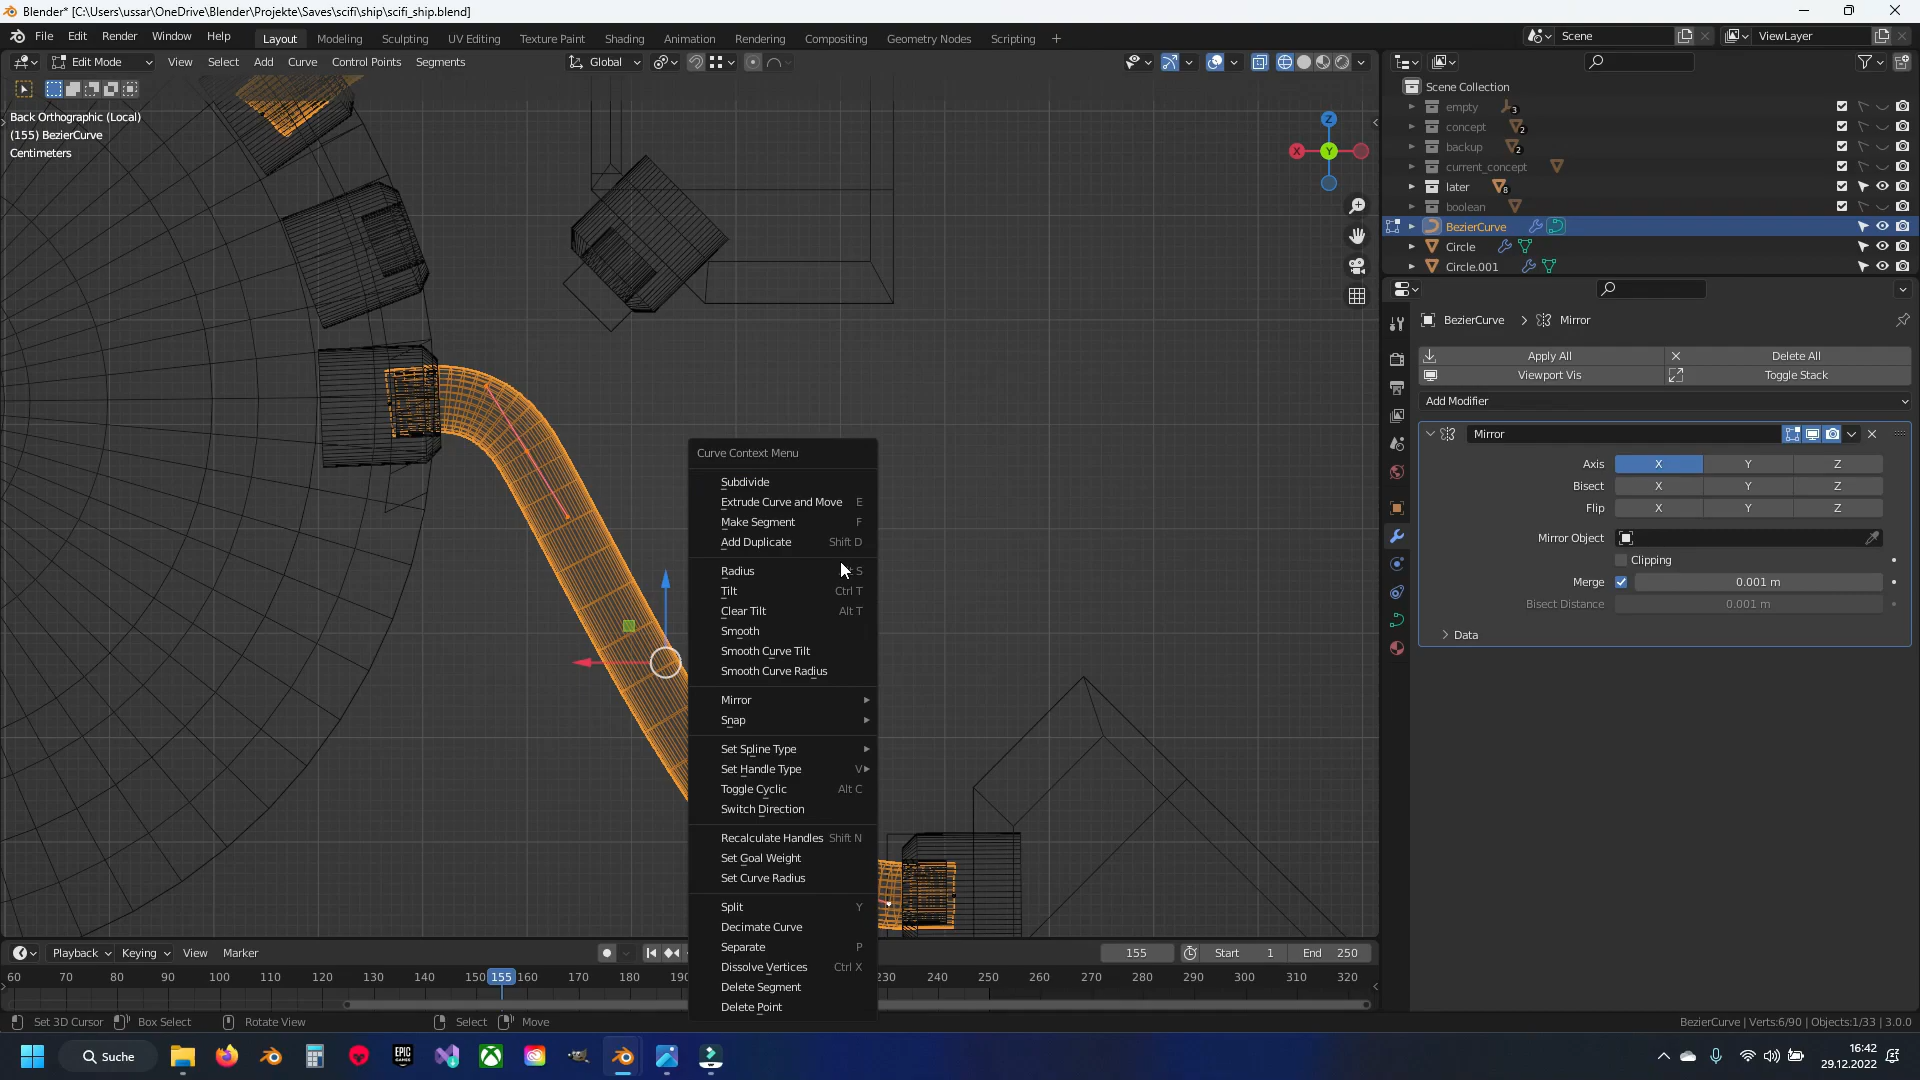 Blender* [C:\Users\ussar\OneDrive\Blender\Projekte\Saves\scifi\ship\scifi_ship.blend]
File Edit Render Window Help Layout Modeling Sculpting UV Editing Texture Paint Shading Animation Rendering Compositing Geometry Nodes Scripting + Scene ViewLayer
Edit Mode View Select Add Curve Control Points Segments Global
Back Orthographic (Local)
(155) BezierCurve
Centimeters
Z
X Y
Scene Collection
empty 3
concept 2
backup 2
current_concept
later 8
boolean
BezierCurve
Circle
Circle.001
BezierCurve > Mirror
Apply All Delete All
Viewport Vis Toggle Stack
Add Modifier
Mirror
Axis X Y Z
Bisect X Y Z
Flip X Y Z
Mirror Object
Clipping
Merge 0.001 m
Bisect Distance 0.001 m
Data
Curve Context Menu
Subdivide
Extrude Curve and Move E
Make Segment F
Add Duplicate Shift D
Radius S
Tilt Ctrl T
Clear Tilt Alt T
Smooth
Smooth Curve Tilt
Smooth Curve Radius
Mirror
Snap
Set Spline Type
Set Handle Type V
Toggle Cyclic Alt C
Switch Direction
Recalculate Handles Shift N
Set Goal Weight
Set Curve Radius
Split Y
Decimate Curve
Separate P
Dissolve Vertices Ctrl X
Delete Segment
Delete Point
Playback Keying View Marker 155 Start 1 End 250
60 70 80 90 100 110 120 130 140 150 155 160 170 180 190 230 240 250 260 270 280 290 300 310 320
Set 3D Cursor Box Select Rotate View Select Move BezierCurve | Verts:6/90 | Objects:1/33 | 3.0.0
Suche EPIC GAMES 16:42
29.12.2022